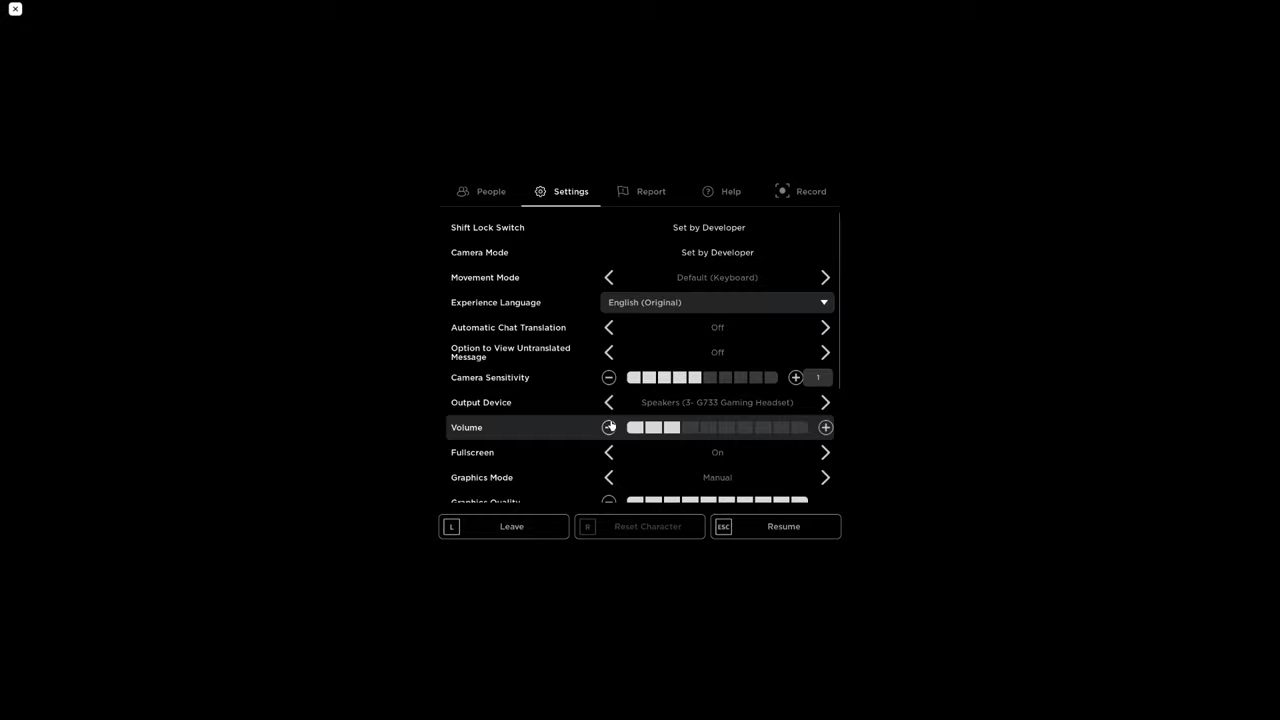 People Settings Report Help Record
Shift Lock Switch Set by Developer
Camera Mode Set by Developer
Movement Mode Default (Keyboard)
Experience Language English (Original)
Automatic Chat Translation Off
Option to View Untranslated
Message Off
Camera Sensitivity 1
Output Device Speakers (3- G733 Gaming Headset)
Volume
Fullscreen On
Graphics Mode Manual
Graphics Quality
L Leave R Reset Character ESC Resume